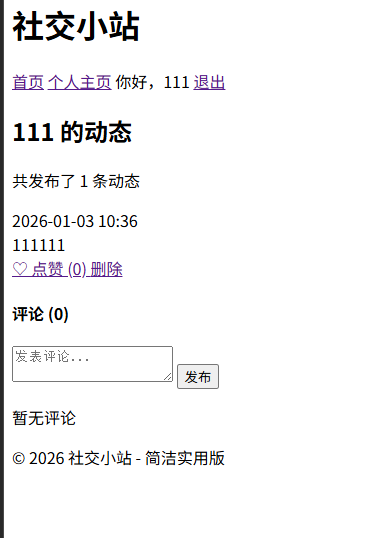 社交小站
首页 个人主页 你好，111 退出
111 的动态
共发布了 1 条动态
2026-01-03 10:36
111111
♡ 点赞 (0) 删除
评论 (0)
发表评论...
发布
暂无评论
© 2026 社交小站 - 简洁实用版